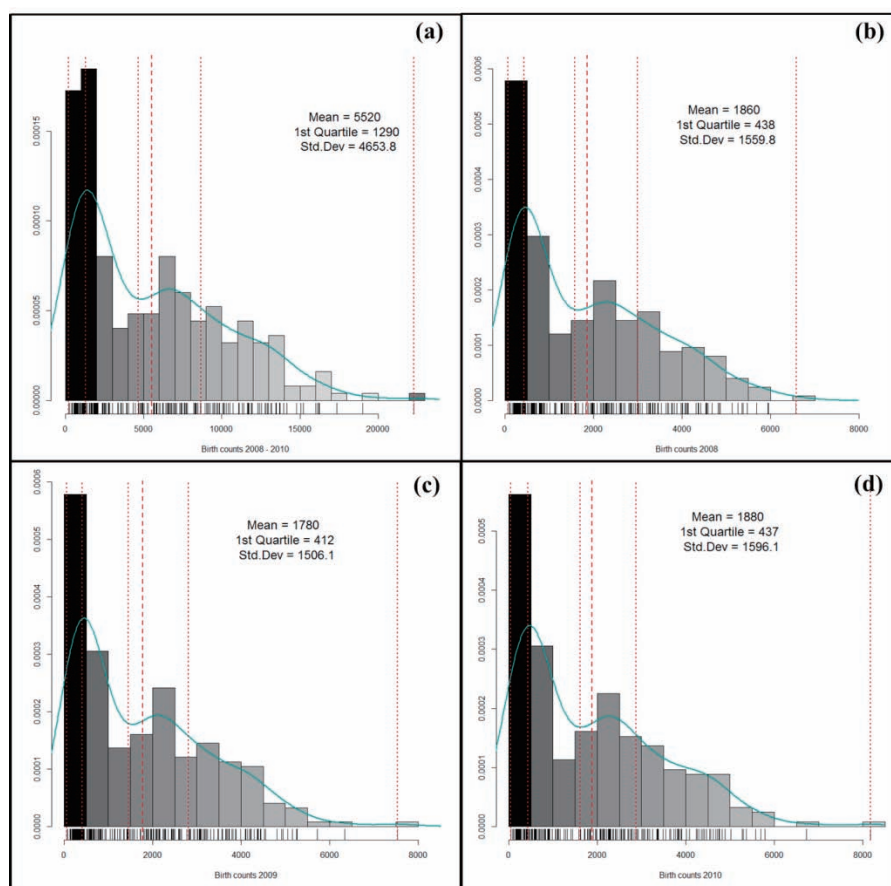 (a)
Mean = 5520
1st Quartile = 1290
Std.Dev = 4653.8
0.00015
0.00010
0.00005
0.00000
0 5000 10000 15000 20000
Birth counts 2008 - 2010
(b)
0.0006
Mean = 1860
1st Quartile = 438
Std.Dev = 1559.8
0.0005
0.0004
0.0003
0.0002
0.0001
0.0000
0 2000 4000 6000 8000
Birth counts 2008
(c)
0.0006
Mean = 1780
1st Quartile = 412
Std.Dev = 1506.1
0.0005
0.0004
0.0003
0.0002
0.0001
0.0000
0 2000 4000 6000 8000
Birth counts 2009
(d)
Mean = 1880
1st Quartile = 437
Std.Dev = 1596.1
0.0005
0.0004
0.0003
0.0002
0.0001
0.0000
0 2000 4000 6000 8000
Birth counts 2010